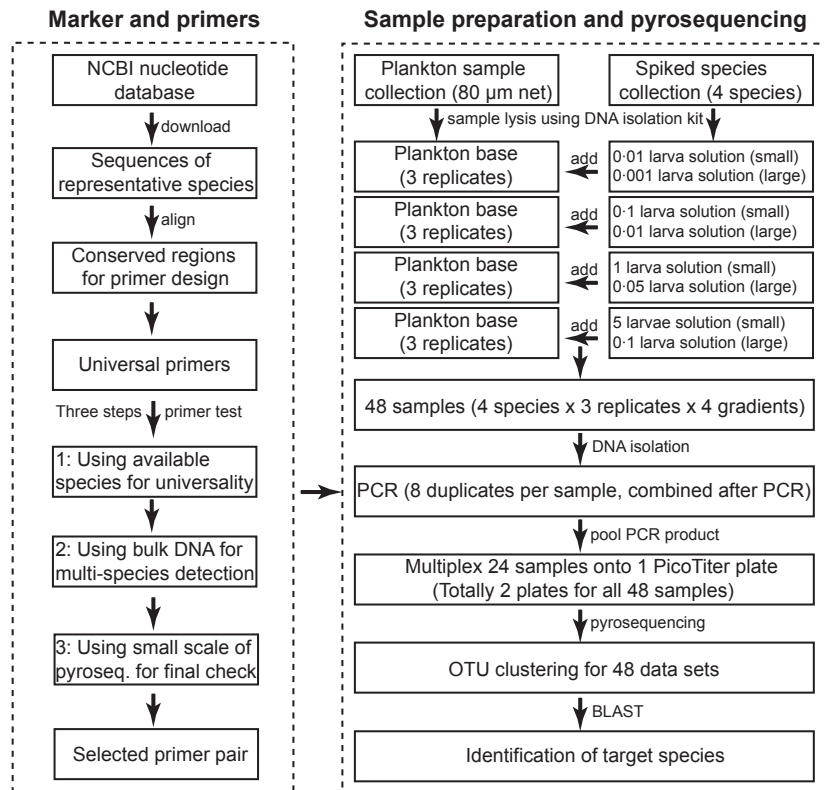 Marker and primers
NCBI nucleotide
database
download
Sequences of
representative species
align
Conserved regions
for primer design
Universal primers
Three steps
primer test
1: Using available
species for universality
2: Using bulk DNA for
multi-species detection
3: Using small scale of
pyroseq. for final check
Selected primer pair
Sample preparation and pyrosequencing
Plankton sample
collection (80 µm net)
Spiked species
collection (4 species)
sample lysis using DNA isolation kit
Plankton base
(3 replicates)
add
0·01 larva solution (small)
0·001 larva solution (large)
Plankton base
(3 replicates)
add
0·1 larva solution (small)
0·01 larva solution (large)
Plankton base
(3 replicates)
add
1 larva solution (small)
0·05 larva solution (large)
Plankton base
(3 replicates)
add
5 larvae solution (small)
0·1 larva solution (large)
48 samples (4 species x 3 replicates x 4 gradients)
DNA isolation
PCR (8 duplicates per sample, combined after PCR)
pool PCR product
Multiplex 24 samples onto 1 PicoTiter plate
(Totally 2 plates for all 48 samples)
pyrosequencing
OTU clustering for 48 data sets
BLAST
Identification of target species